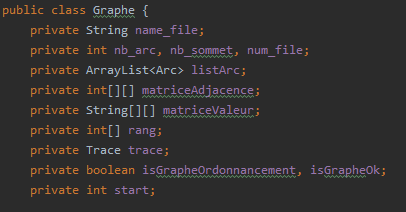 public class Graphe {
private String name_file;
private int nb_arc, nb_sommet, num_file;
private ArrayList<Arc> listArc;
private int[][] matriceAdjacence;
private String[][] matriceValeur;
private int[] rang;
private Trace trace;
private boolean isGrapheOrdonnancement, isGrapheOk;
private int start;